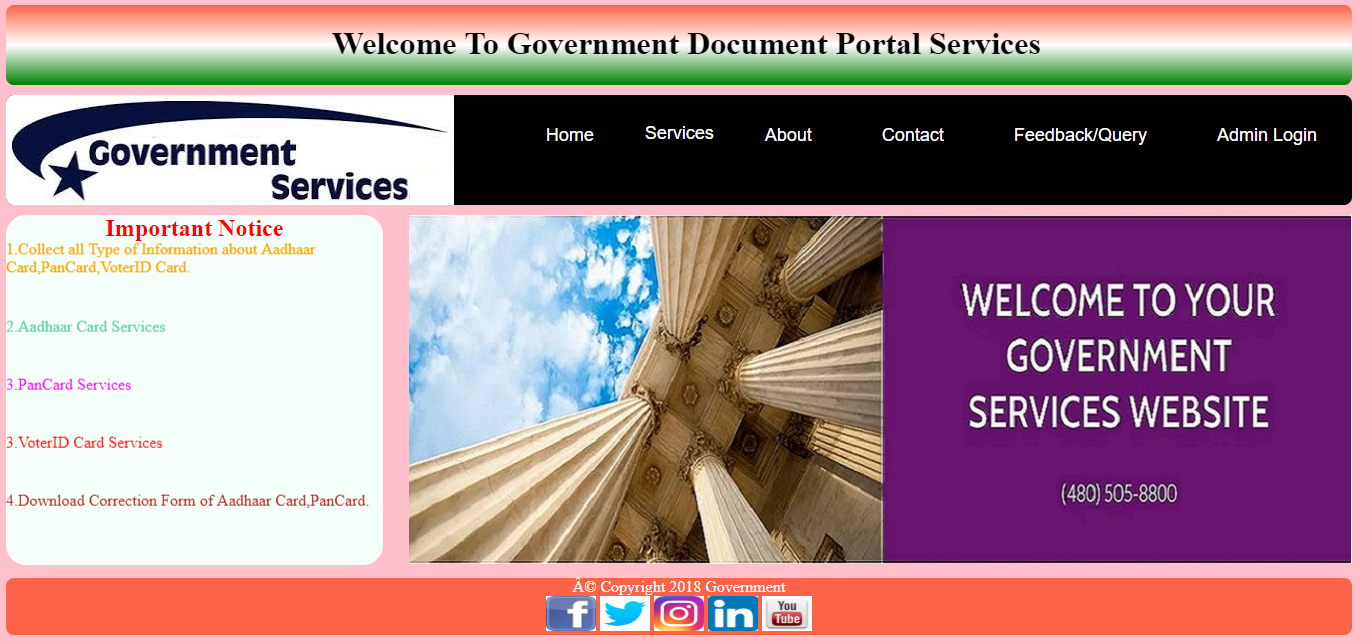 Welcome To Government Document Portal Services
Government
Services
Home Services About Contact Feedback/Query Admin Login
Important Notice
1.Collect all Type of Information about Aadhaar
Card,PanCard,VoterID Card.
2.Aadhaar Card Services
3.PanCard Services
3.VoterID Card Services
4.Download Correction Form of Aadhaar Card,PanCard.
WELCOME TO YOUR
GOVERNMENT
SERVICES WEBSITE
(480) 505-8800
© Copyright 2018 Government
f in You
Tube